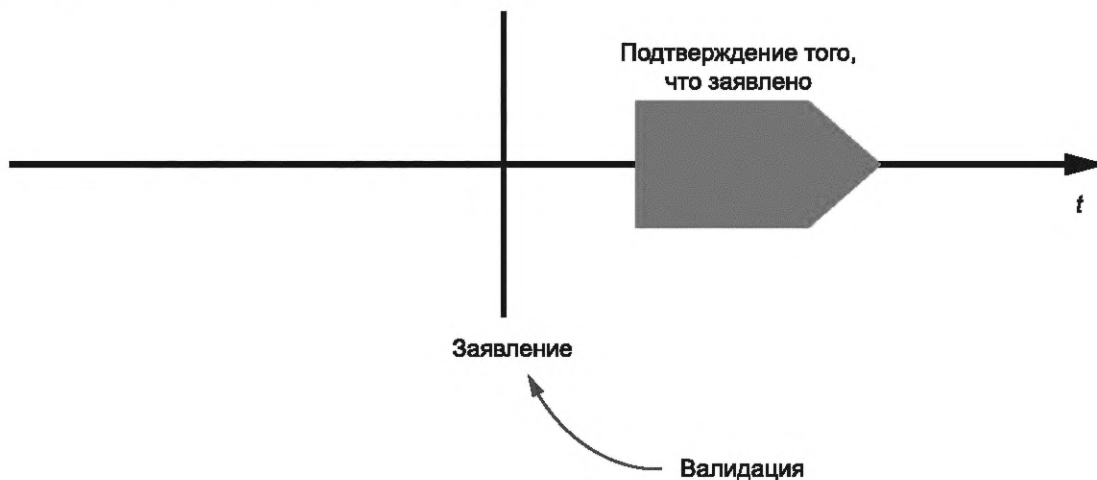 Подтверждение того,
что заявлено
t
Заявление
Валидация